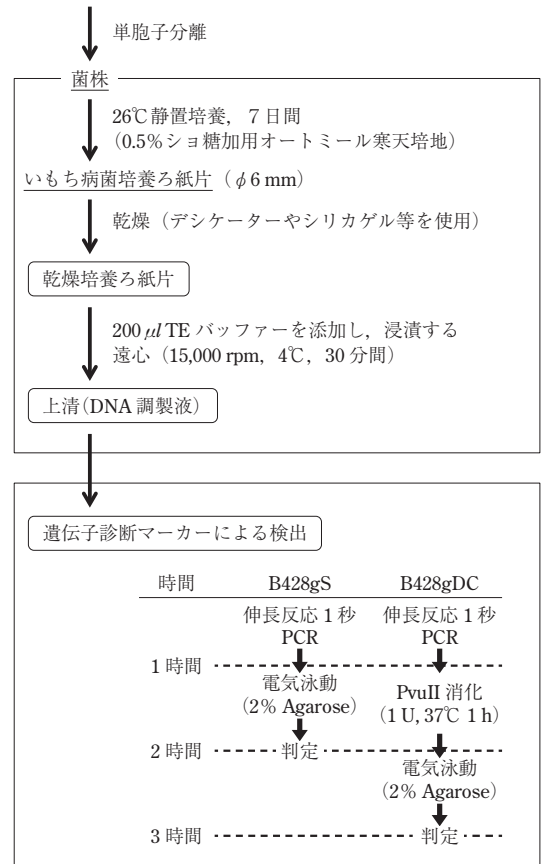 単胞子分離
菌株
26℃静置培養，7日間
（0.5％ショ糖加用オートミール寒天培地）
いもち病菌培養ろ紙片（φ6 mm）
乾燥（デシケーターやシリカゲル等を使用）
乾燥培養ろ紙片
200 μl TE バッファーを添加し，浸漬する
遠心（15,000 rpm，4℃，30 分間）
上清（DNA 調製液）
遺伝子診断マーカーによる検出
時間 B428gS B428gDC
伸長反応 1 秒 伸長反応 1 秒
PCR PCR
1 時間
電気泳動 PvuII 消化
（2% Agarose） （1 U, 37℃ 1 h）
2 時間 判定
電気泳動
（2% Agarose）
3 時間 判定